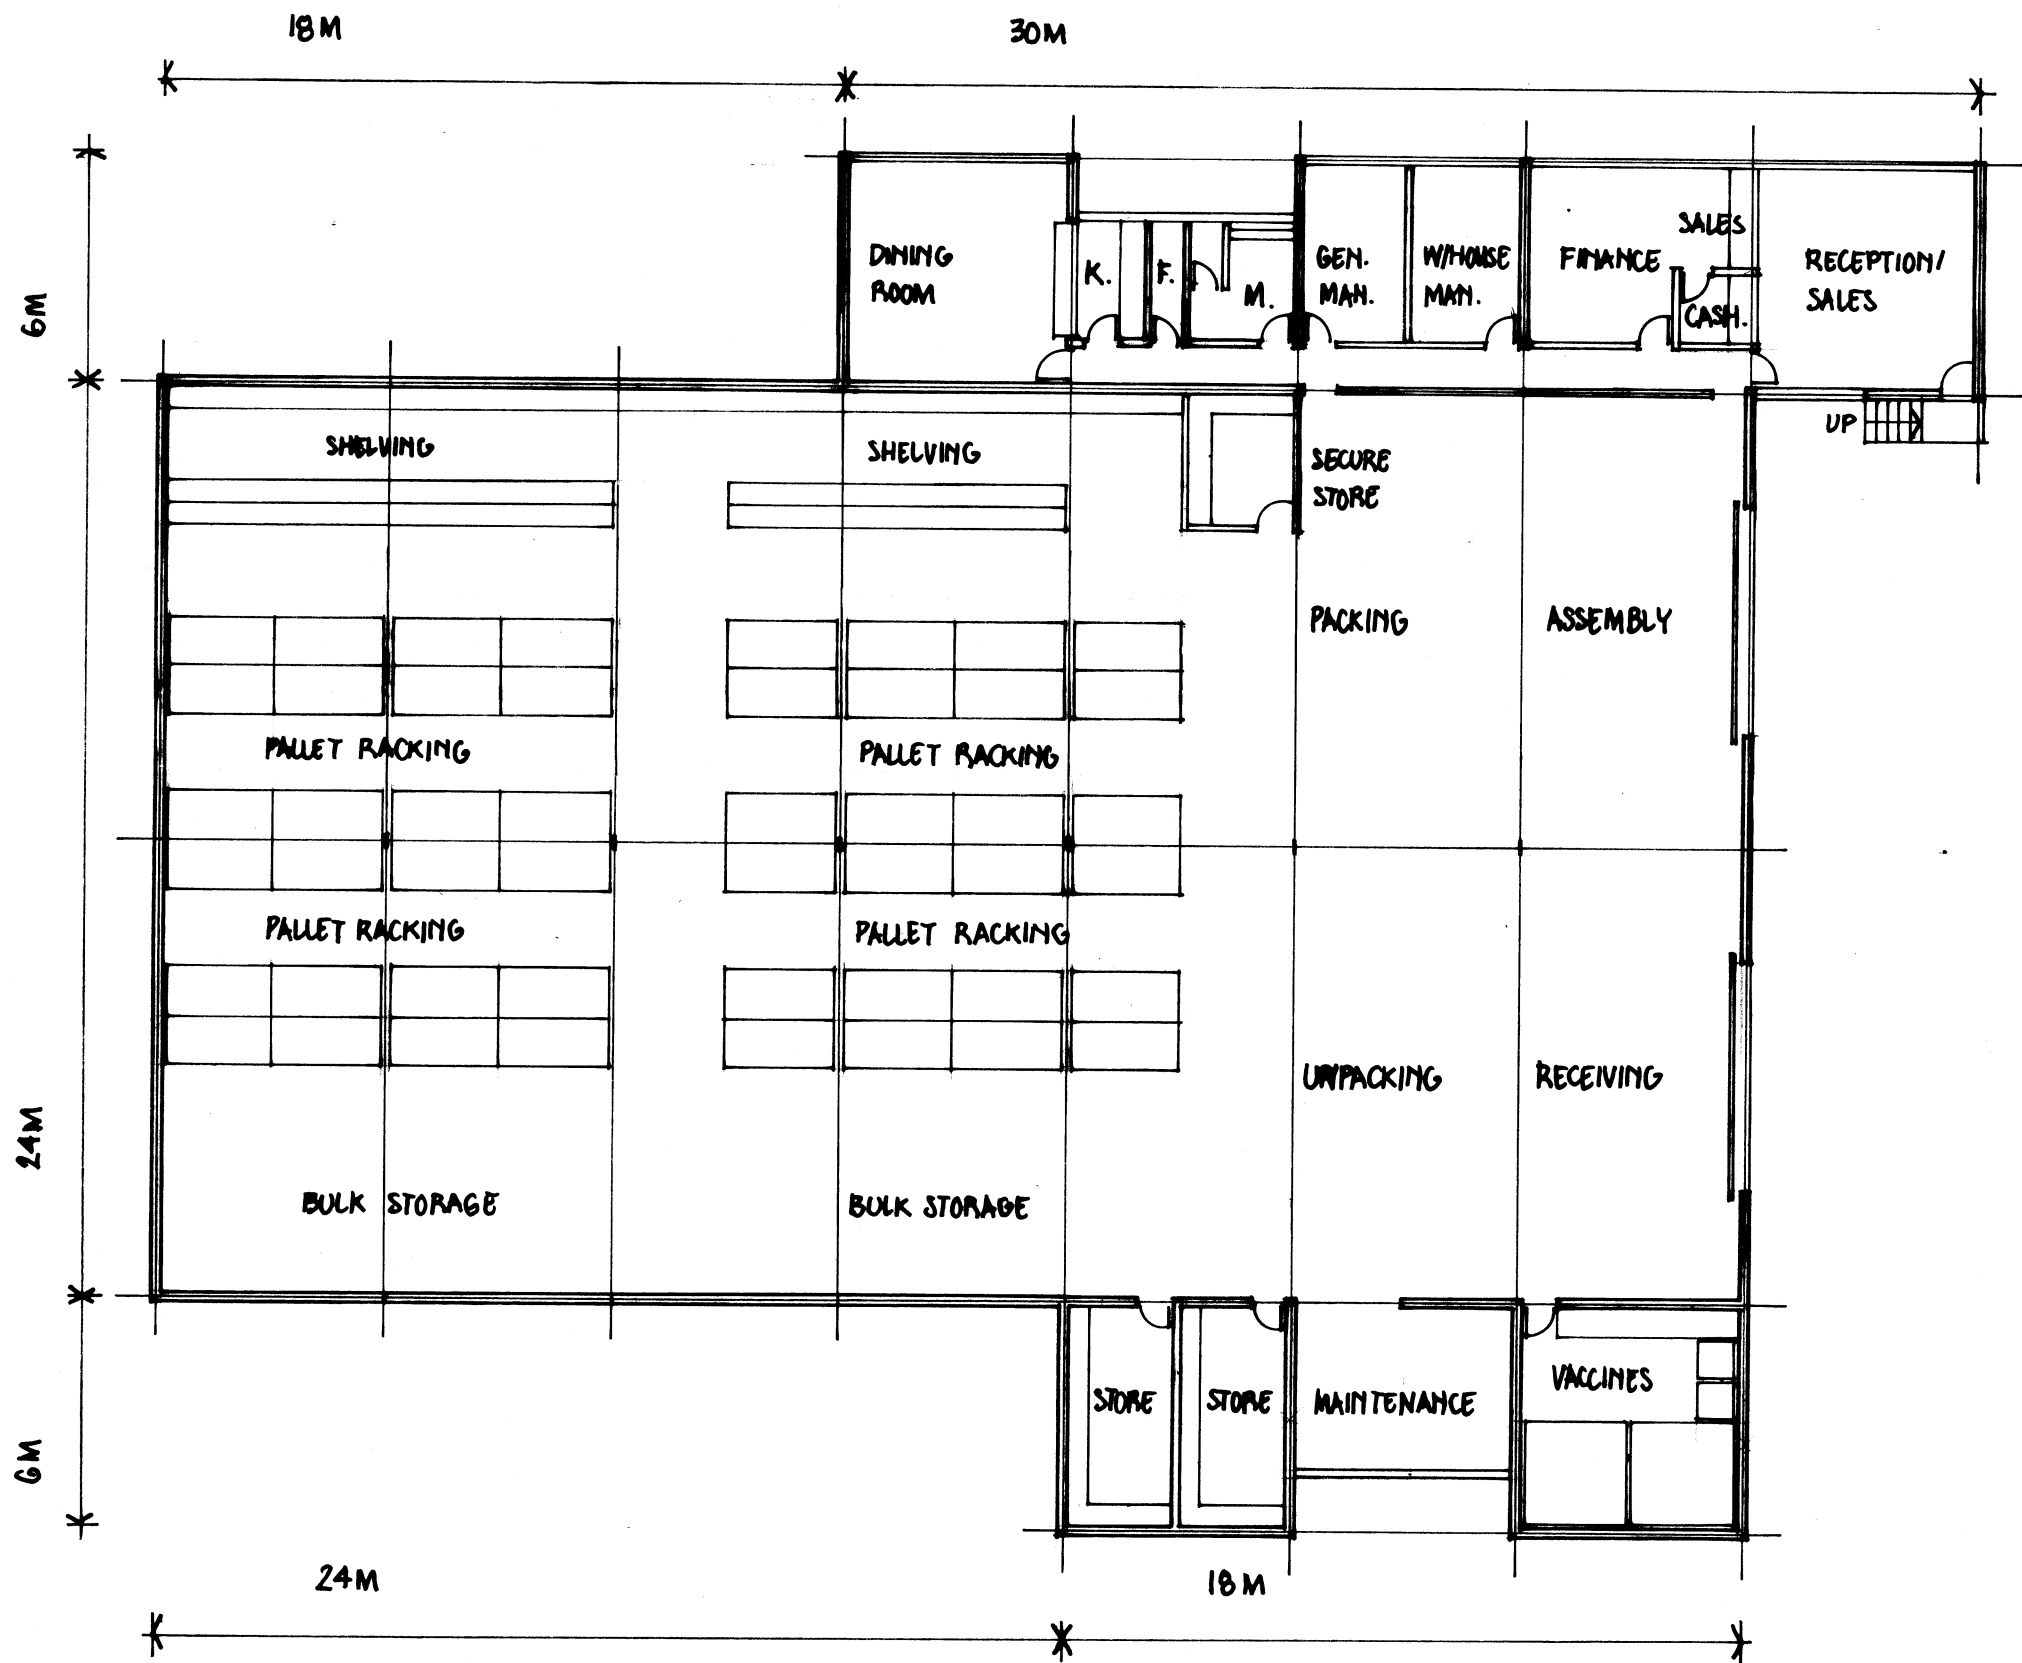 18M
30M
6M
DINING
ROOM
K.
F.
M.
GEN.
MAN.
W/HOUSE
MAN.
FINANCE
SALES
CASH.
RECEPTION/
SALES
UP
SHELVING
SHELVING
SECURE
STORE
PACKING
ASSEMBLY
PALLET RACKING
PALLET RACKING
PALLET RACKING
PALLET RACKING
24M
UN/PACKING
RECEIVING
BULK STORAGE
BULK STORAGE
6M
STORE
STORE
MAINTENANCE
VACCINES
24M
18M